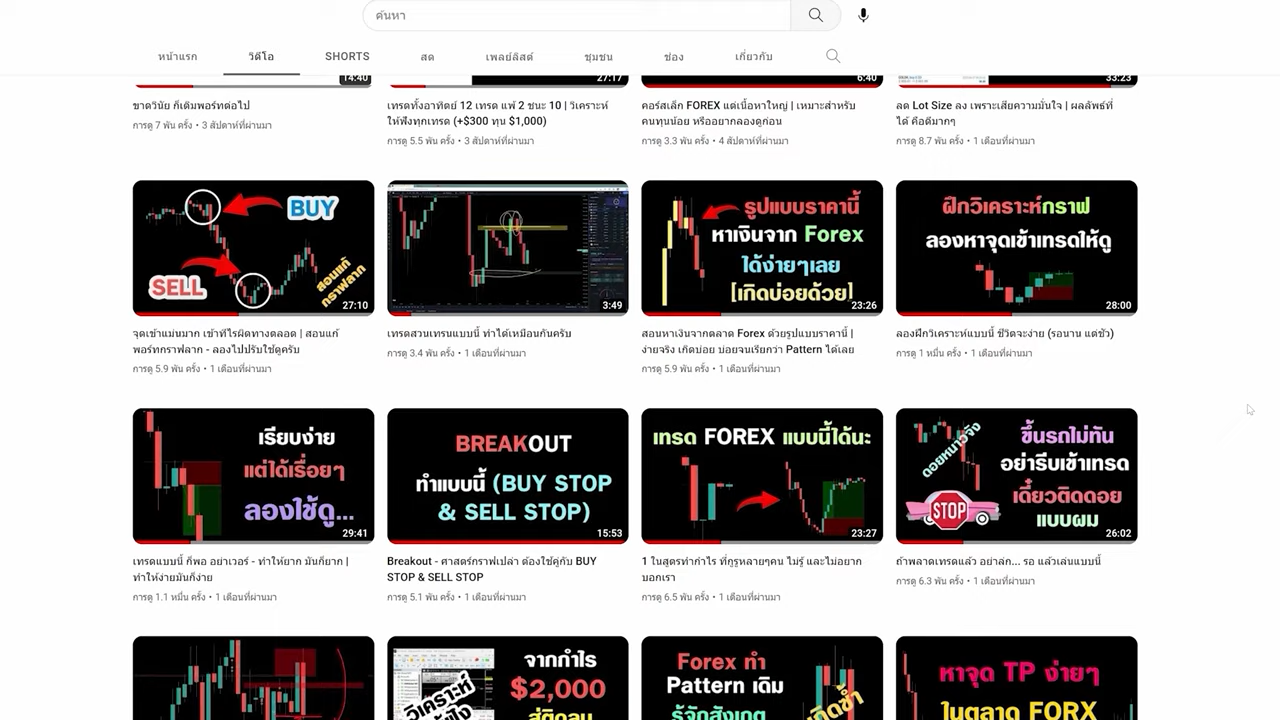 ค้นหา
หน้าแรก วิดีโอ SHORTS สด เพลย์ลิสต์ ชุมชน ช่อง เกี่ยวกับ
14:40 27:17 6:40 33:23
ขาดวินัย ก็เติมพอร์ทต่อไป
การดู 7 พัน ครั้ง • 3 สัปดาห์ที่ผ่านมา
เทรดทั้งอาทิตย์ 12 เทรด แพ้ 2 ชนะ 10 | วิเคราะห์
ให้ฟังทุกเทรด (+$300 ทุน $1,000)
การดู 5.5 พัน ครั้ง • 3 สัปดาห์ที่ผ่านมา
คอร์สเล็ก FOREX แต่เนื้อหาใหญ่ | เหมาะสำหรับ
คนทุนน้อย หรืออยากลองดูก่อน
การดู 3.3 พัน ครั้ง • 4 สัปดาห์ที่ผ่านมา
ลด Lot Size ลง เพราะเสียความมั่นใจ | ผลลัพธ์ที่
ได้ คือดีมากๆ
การดู 8.7 พัน ครั้ง • 1 เดือนที่ผ่านมา
BUY
SELL
สอนแก้
กราฟลาก
27:10
จุดเข้าแม่นมาก เข้าทีไรผิดทางตลอด | สอนแก้
พอร์ทกราฟลาก - ลองไปปรับใช้ดูครับ
การดู 5.9 พัน ครั้ง • 1 เดือนที่ผ่านมา
3:49
เทรดสวนเทรนแบบนี้ ทำได้เหมือนกันครับ
การดู 3.4 พัน ครั้ง • 1 เดือนที่ผ่านมา
รูปแบบราคานี้
หาเงินจาก Forex
ได้ง่ายๆเลย
[เกิดบ่อยด้วย]
23:26
สอนหาเงินจากตลาด Forex ด้วยรูปแบบราคานี้ |
ง่ายจริง เกิดบ่อย บ่อยจนเรียกว่า Pattern ได้เลย
การดู 5.9 พัน ครั้ง • 1 เดือนที่ผ่านมา
ฝึกวิเคราะห์กราฟ
ลองหาจุดเข้าเทรดให้ดู
28:00
ลองฝึกวิเคราะห์แบบนี้ ชีวิตจะง่าย (รอนาน แต่ชัว)
การดู 1 หมื่น ครั้ง • 1 เดือนที่ผ่านมา
เรียบง่าย
แต่ได้เรื่อยๆ
ลองใช้ดู...
29:41
เทรดแบบนี้ ก็พอ อย่าเวอร์ - ทำให้ยาก มันก็ยาก |
ทำให้ง่ายมันก็ง่าย
การดู 1.1 หมื่น ครั้ง • 1 เดือนที่ผ่านมา
BREAKOUT
ทำแบบนี้ (BUY STOP
& SELL STOP)
15:53
Breakout - ศาสตร์กราฟเปล่า ต้องใช้คู่กับ BUY
STOP & SELL STOP
การดู 5.1 พัน ครั้ง • 1 เดือนที่ผ่านมา
เทรด FOREX แบบนี้ได้นะ
23:27
1 ในสูตรทำกำไร ที่กูรูหลายๆคน ไม่รู้ และไม่อยาก
บอกเรา
การดู 6.5 พัน ครั้ง • 1 เดือนที่ผ่านมา
ดอยหนาวจัง
ขึ้นรถไม่ทัน
อย่ารีบเข้าเทรด
เดี๋ยวติดดอย
แบบผม
STOP
26:02
ถ้าพลาดเทรดแล้ว อย่าลก... รอ แล้วเล่นแบบนี้
การดู 6.3 พัน ครั้ง • 1 เดือนที่ผ่านมา
วิเคราะห์
จากกำไร
$2,000
สู่ติดลบ
Forex ทำ
Pattern เดิม
รู้จักสังเกต
เกิดซ้ำ
หาจุด TP ง่ายๆ
ในตลาด FORX